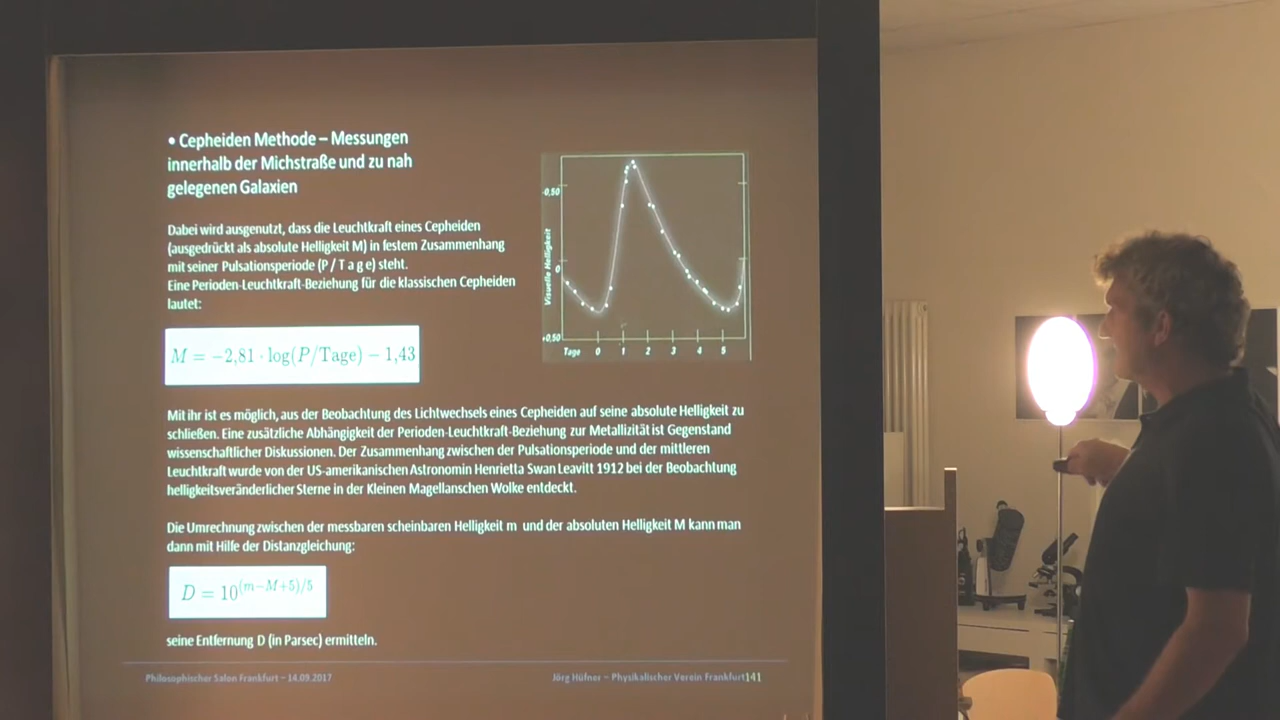 • Cepheiden Methode – Messungen
innerhalb der Michstraße und zu nah
gelegenen Galaxien
Dabei wird ausgenutzt, dass die Leuchtkraft eines Cepheiden
(ausgedrückt als absolute Helligkeit M) in festem Zusammenhang
mit seiner Pulsationsperiode (P / T a g e) steht.
Eine Perioden-Leuchtkraft-Beziehung für die klassischen Cepheiden
lautet:
M = −2,81 · log(P/Tage) − 1,43
-0,50
0
+0,50
Visuelle Helligkeit
Tage 0 1 2 3 4 5
Mit ihr ist es möglich, aus der Beobachtung des Lichtwechsels eines Cepheiden auf seine absolute Helligkeit zu
schließen. Eine zusätzliche Abhängigkeit der Perioden-Leuchtkraft-Beziehung zur Metallizität ist Gegenstand
wissenschaftlicher Diskussionen. Der Zusammenhang zwischen der Pulsationsperiode und der mittleren
Leuchtkraft wurde von der US-amerikanischen Astronomin Henrietta Swan Leavitt 1912 bei der Beobachtung
helligkeitsveränderlicher Sterne in der Kleinen Magellanschen Wolke entdeckt.
Die Umrechnung zwischen der messbaren scheinbaren Helligkeit m und der absoluten Helligkeit M kann man
dann mit Hilfe der Distanzgleichung:
D = 10^(m−M+5)/5
seine Entfernung D (in Parsec) ermitteln.
Philosophischer Salon Frankfurt – 14.09.2017
Jörg Hüfner – Physikalischer Verein Frankfurt141